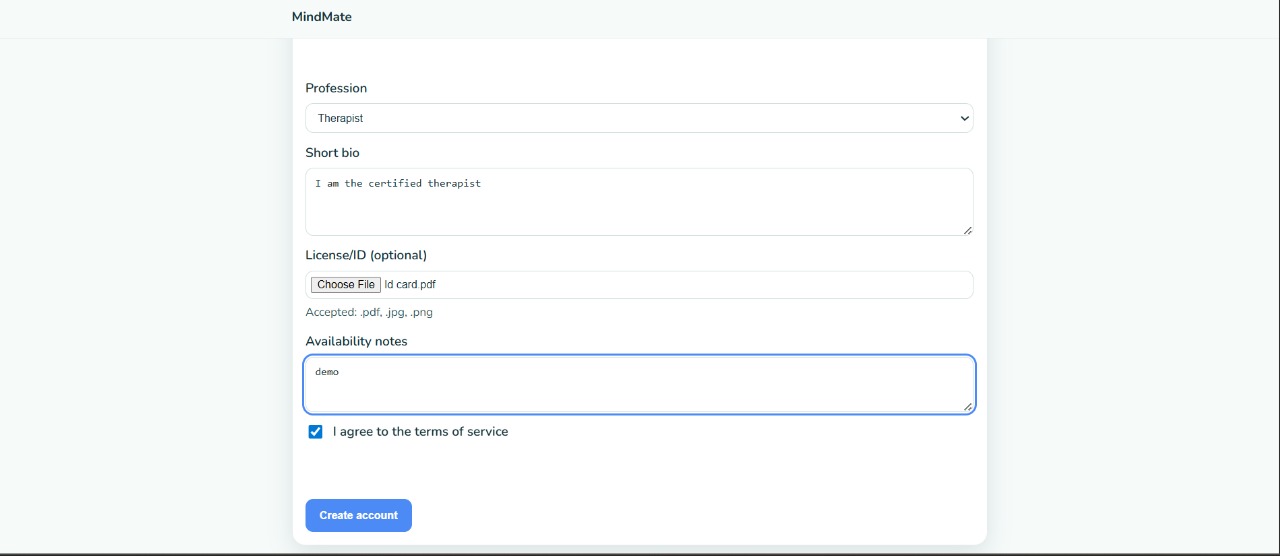 MindMate
Profession
Therapist
Short bio
I am the certified therapist
License/ID (optional)
Choose File Id card.pdf
Accepted: .pdf, .jpg, .png
Availability notes
demo
I agree to the terms of service
Create account